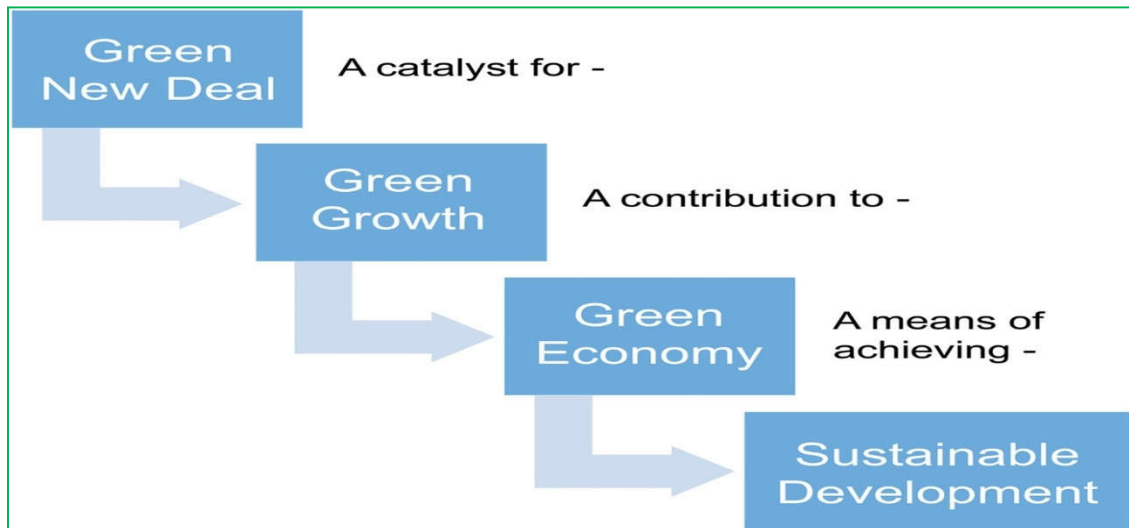 Green
New Deal
A catalyst for -
Green
Growth
A contribution to -
Green
Economy
A means of
achieving -
Sustainable
Development